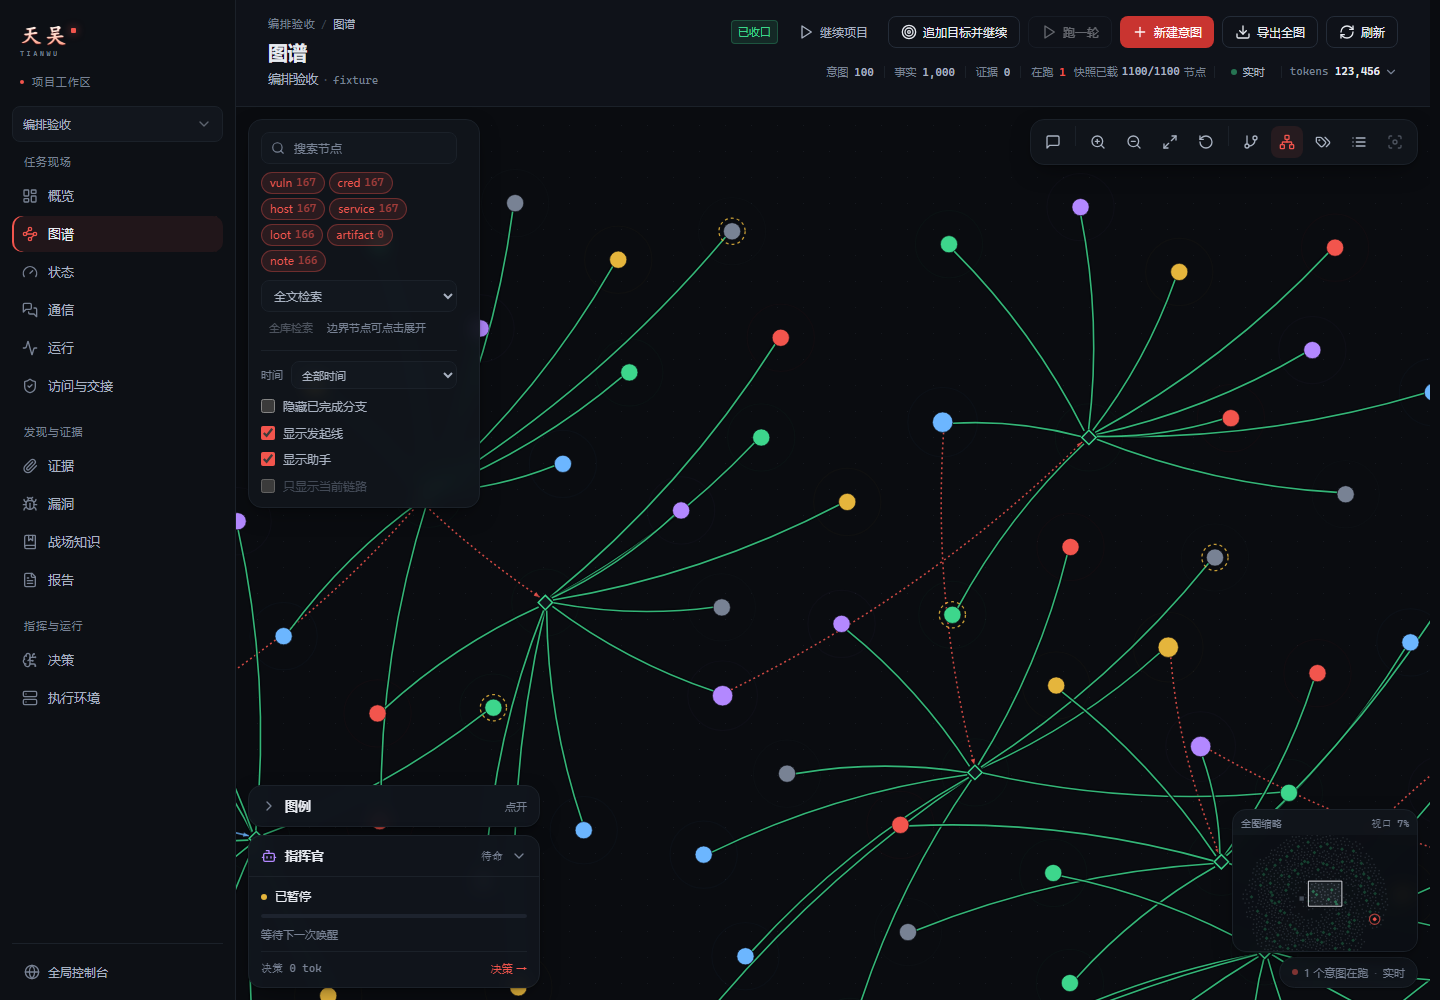 天吴
TIANWU
项目工作区
编排验收
任务现场
概览
图谱
状态
通信
运行
访问与交接
发现与证据
证据
漏洞
战场知识
报告
指挥与运行
决策
执行环境
全局控制台
编排验收 / 图谱
图谱
编排验收 · fixture
已收口
继续项目
追加目标并继续
跑一轮
新建意图
导出全图
刷新
意图 100
事实 1,000
证据 0
在跑 1
快照已载 1100/1100 节点
实时
tokens 123,456
搜索节点
vuln 167
cred 167
host 167
service 167
loot 166
artifact 0
note 166
全文检索
全库检索
边界节点可点击展开
时间
全部时间
隐藏已完成分支
显示发起线
显示助手
只显示当前链路
图例
点开
指挥官
待命
已暂停
等待下一次唤醒
决策 0 tok
决策 →
全图缩略
视口 7%
1 个意图在跑 · 实时